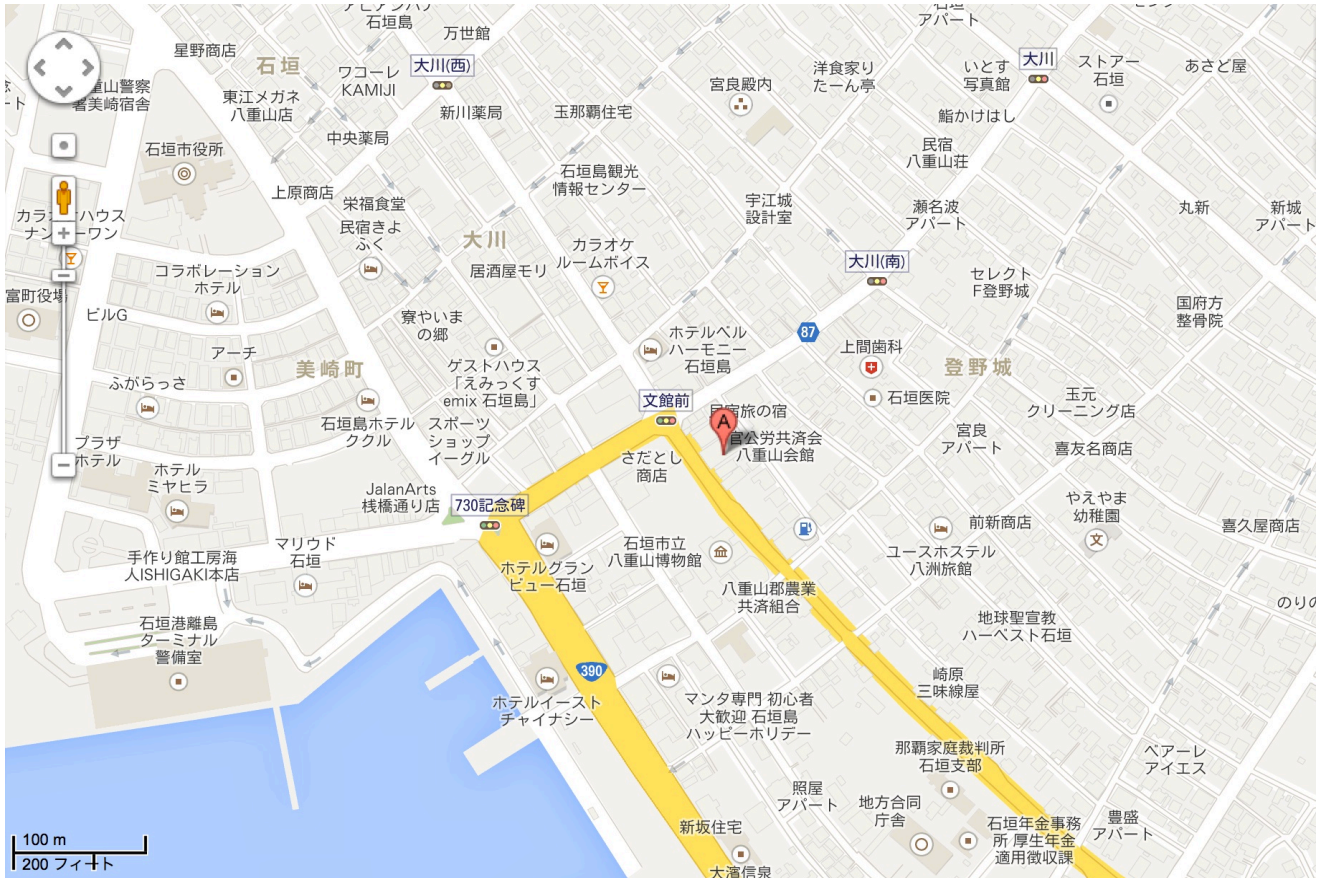 石垣島
万世館
アパート
星野商店
石垣
大川(西)
ワコーレ
KAMIJI
宮良殿内
洋食家り
たーん亭
いとす
写真館
大川
ストアー
石垣
あさど屋
重山警察
署美崎宿舎
東江メガネ
八重山店
新川薬局
玉那覇住宅
中央薬局
鮨かけはし
民宿
八重山荘
石垣市役所
石垣島観光
情報センター
上原商店
栄福食堂
民宿きよ
ふく
宇江城
設計室
瀬名波
アパート
丸新
新城
アパート
大川
居酒屋モリ
カラオケ
ルームボイス
大川(南)
コラボレーション
ホテル
セレクト
F登野城
富町役場
ビルG
寮やいま
の郷
ホテルベル
ハーモニー
石垣島
87
国府方
整骨院
上間歯科
アーチ
美崎町
ゲストハウス
「えみっくす
emix 石垣島」
登野城
ふがらっさ
文館前
石垣医院
玉元
クリーニング店
石垣島ホテル
ククル
スポーツ
ショップ
イーグル
民宿旅の宿
A
官公労共済会
八重山会館
宮良
アパート
喜友名商店
プラザ
ホテル
ホテル
ミヤヒラ
さだとし
商店
JalanArts
桟橋通り店
730記念碑
やえやま
幼稚園
前新商店
喜久屋商店
手作り館工房海
人ISHIGAKI本店
マリウド
石垣
ホテルグラン
ビュー石垣
石垣市立
八重山博物館
ユースホステル
八洲旅館
八重山郡農業
共済組合
石垣港離島
ターミナル
警備室
地球聖宣教
ハーベスト石垣
390
崎原
三味線屋
ホテルイースト
チャイナシー
マンタ専門 初心者
大歓迎 石垣島
ハッピーホリデー
那覇家庭裁判所
石垣支部
ベアーレ
アイエス
照屋
アパート
地方合同
庁舎
新坂住宅
石垣年金事務
所 厚生年金
適用徴収課
豊盛
アパート
大濱信泉
100 m
200 フィート